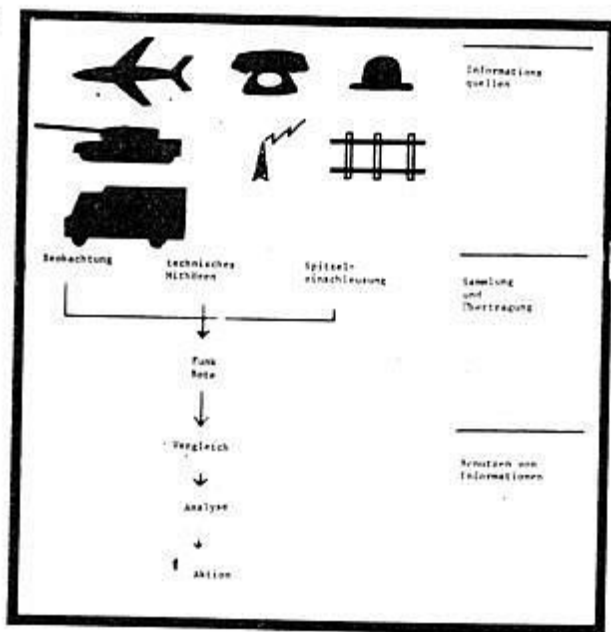 Informations
quellen
Beobachtung
technisches
Mithören
Spitzel-
einschleusung
Sammlung
und
Übertragung
Funk
Bote
Vergleich
Benutzen von
Informationen
Analyse
Aktion